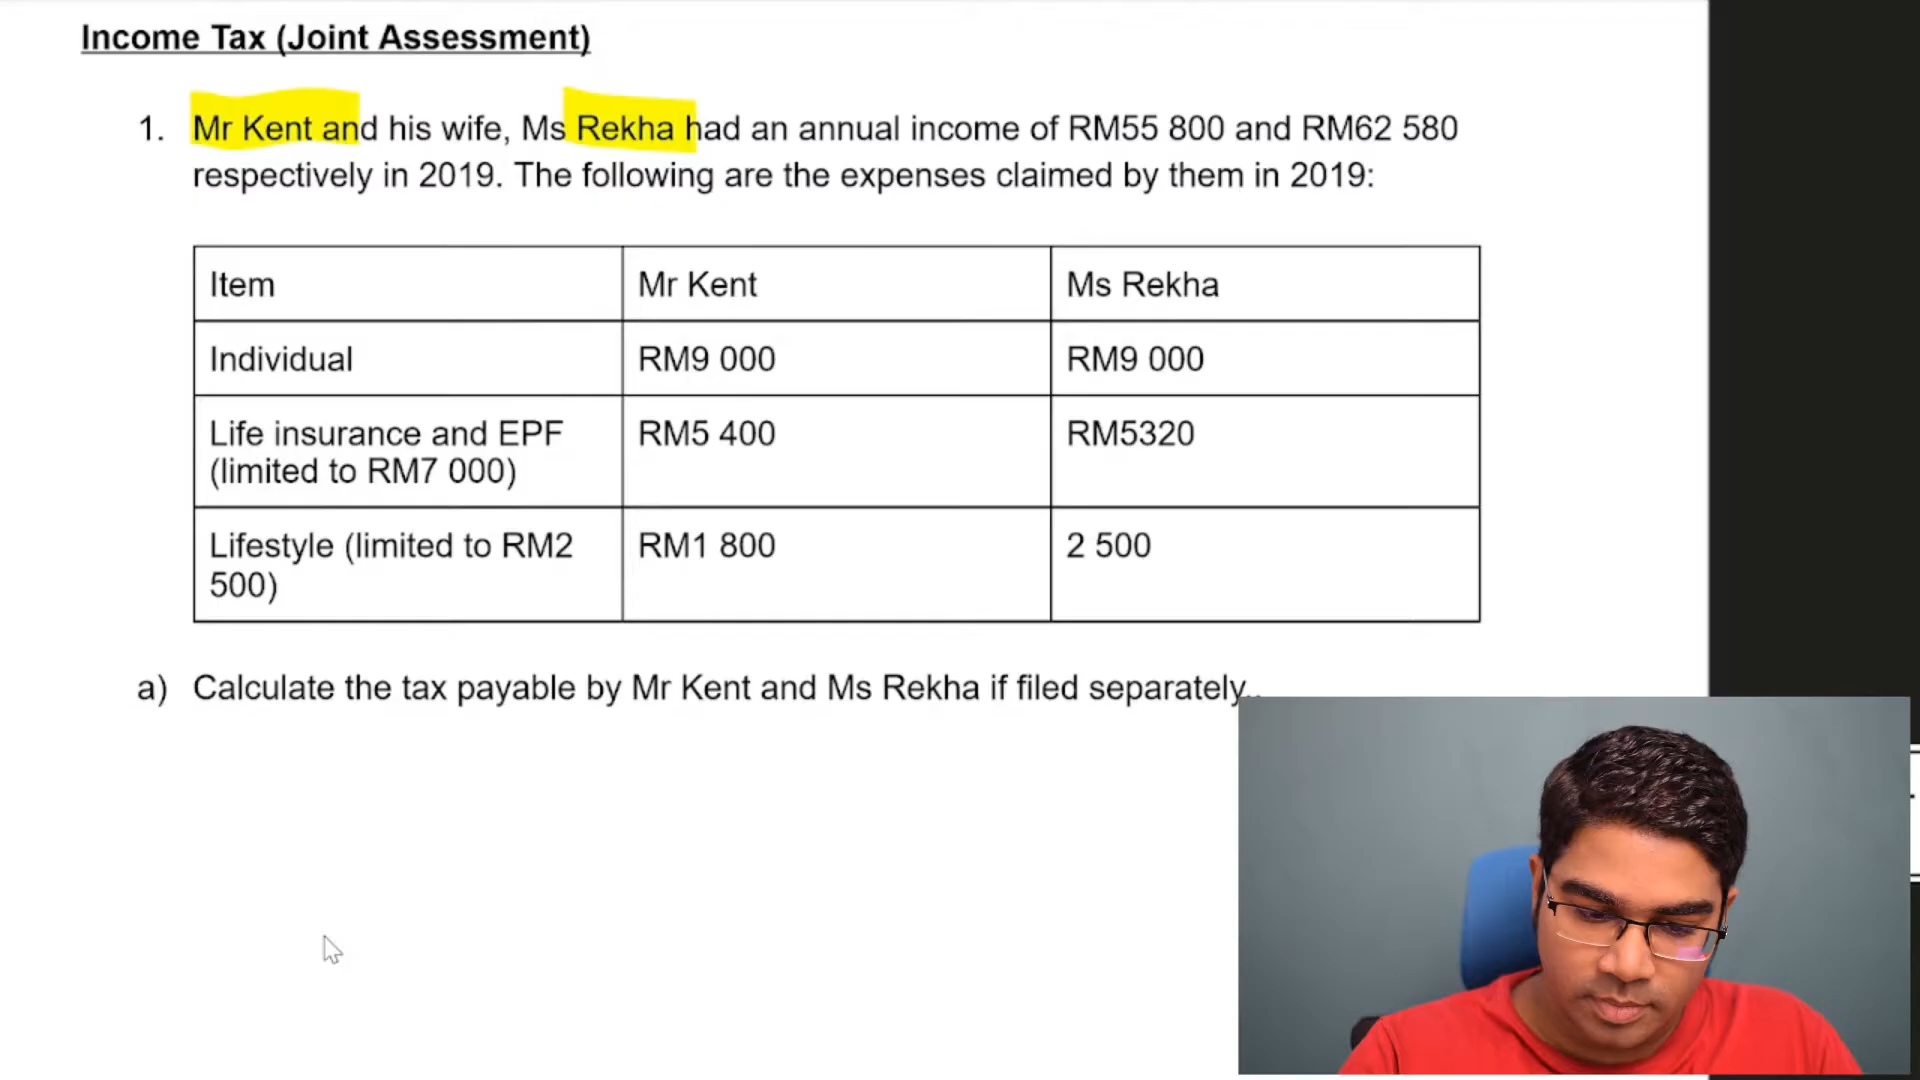 Income Tax (Joint Assessment)
1. Mr Kent and his wife, Ms Rekha had an annual income of RM55 800 and RM62 580
respectively in 2019. The following are the expenses claimed by them in 2019:
Item Mr Kent Ms Rekha
Individual RM9 000 RM9 000
Life insurance and EPF RM5 400 RM5320
(limited to RM7 000)
Lifestyle (limited to RM2 RM1 800 2 500
500)
a) Calculate the tax payable by Mr Kent and Ms Rekha if filed separately..